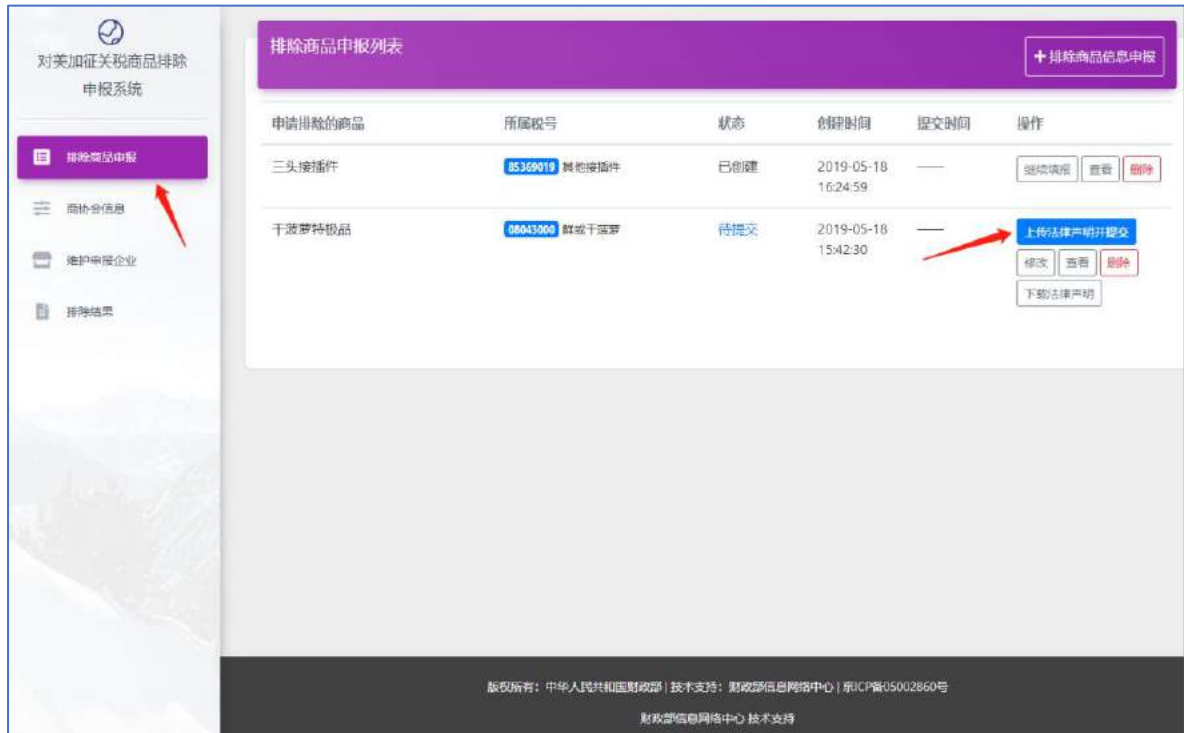 对美加征关税商品排除
申报系统
排除商品申报
商协会信息
维护申报企业
排除结果
排除商品申报列表
+排除商品信息申报
申请排除的商品 所属税号 状态 创建时间 提交时间 操作
三头接插件 85369019 其他接插件 已创建 2019-05-18 —— 继续填报 查看 删除
16:24:59
干菠萝特极品 08043000 鲜或干菠萝 待提交 2019-05-18 —— 上传法律声明并提交
15:42:30 修改 查看 删除
下载法律声明
版权所有：中华人民共和国财政部 | 技术支持：财政部信息网络中心 | 京ICP备05002860号
财政部信息网络中心 技术支持